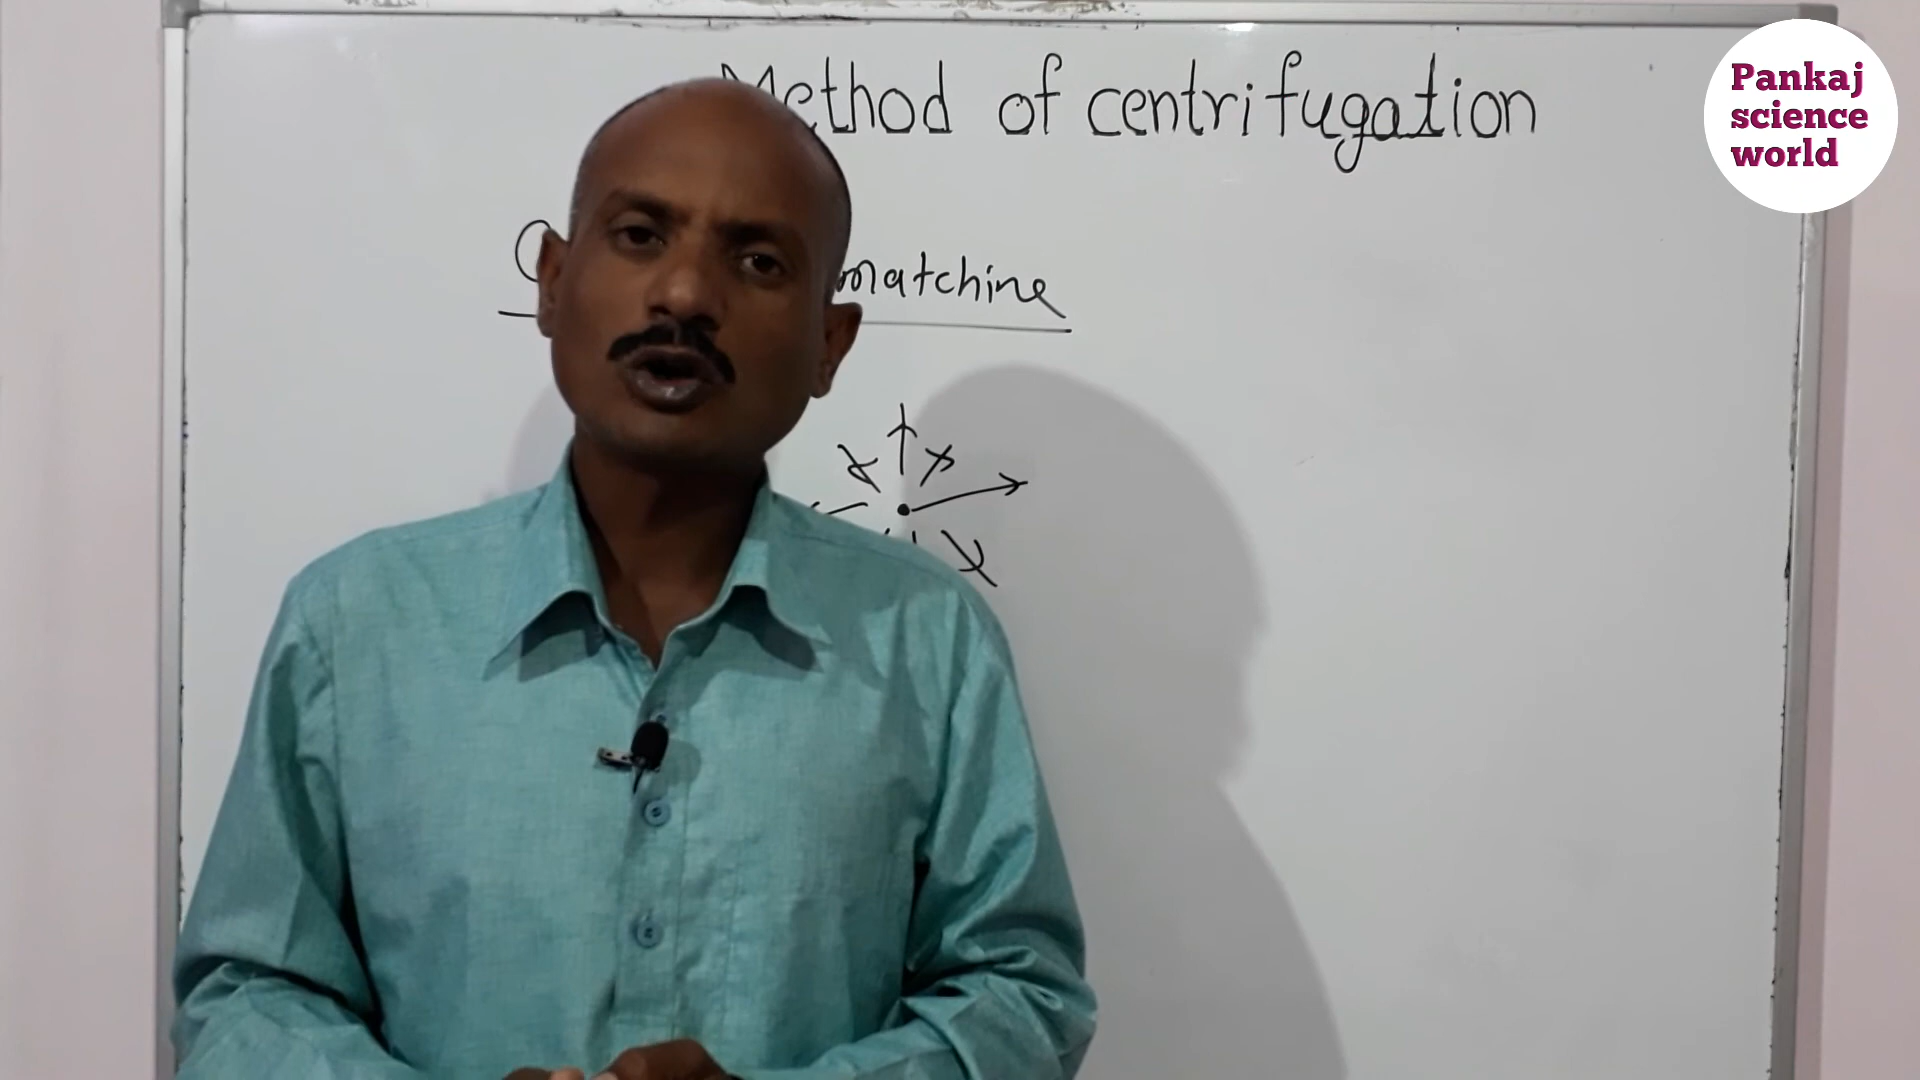 Method of centrifugation
matchine
Pankaj
science
world